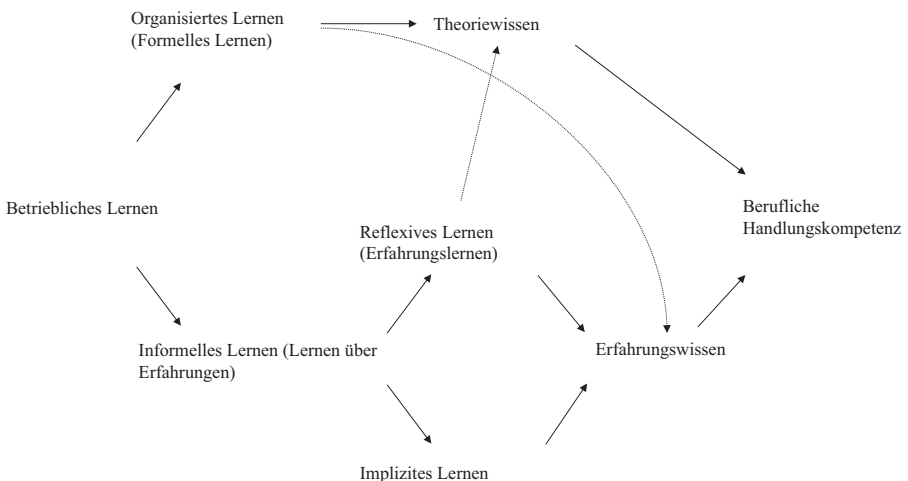 Organisiertes Lernen
(Formelles Lernen)
Theoriewissen
Betriebliches Lernen
Reflexives Lernen
(Erfahrungslernen)
Berufliche
Handlungskompetenz
Informelles Lernen (Lernen über
Erfahrungen)
Erfahrungswissen
Implizites Lernen